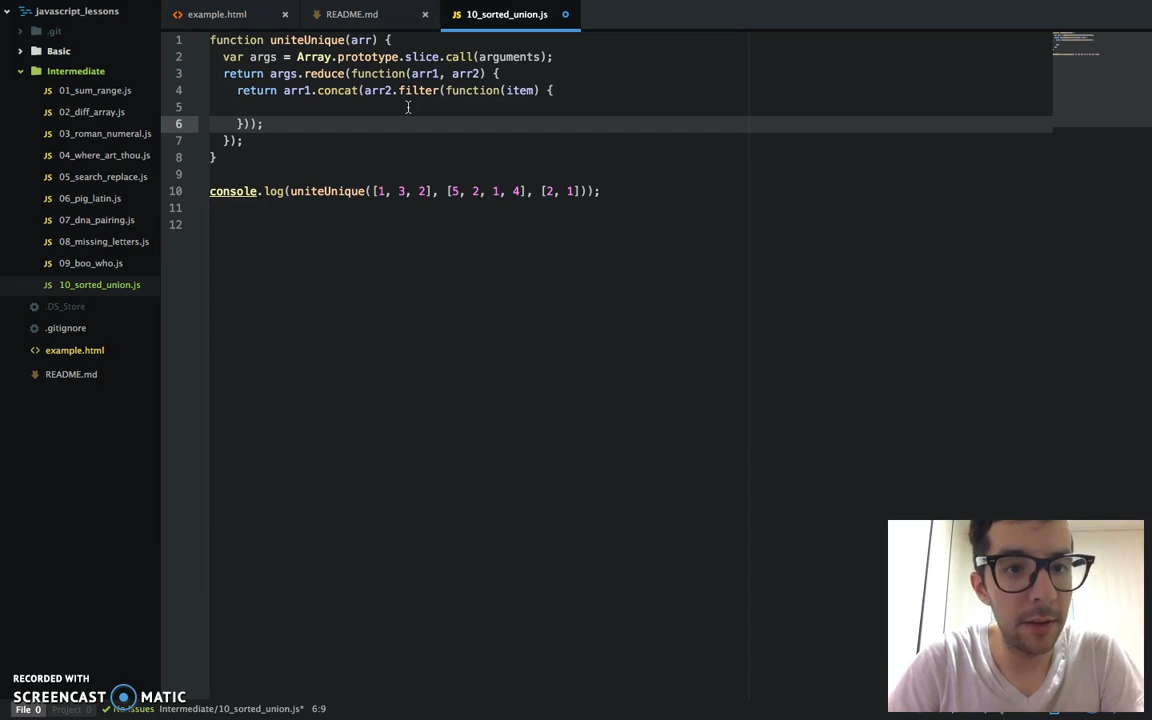 javascript_lessons
.git
Basic
Intermediate
01_sum_range.js
02_diff_array.js
03_roman_numeral.js
04_where_art_thou.js
05_search_replace.js
06_pig_latin.js
07_dna_pairing.js
08_missing_letters.js
09_boo_who.js
10_sorted_union.js
.DS_Store
.gitignore
example.html
README.md
example.html
README.md
10_sorted_union.js
1 function uniteUnique(arr) {
2 var args = Array.prototype.slice.call(arguments);
3 return args.reduce(function(arr1, arr2) {
4 return arr1.concat(arr2.filter(function(item) {
5
6 }));
7 });
8 }
9
10 console.log(uniteUnique([1, 3, 2], [5, 2, 1, 4], [2, 1]));
11
12
RECORDED WITH
SCREENCAST MATIC
File 0 Project 0 No Issues Intermediate/10_sorted_union.js* 6:9